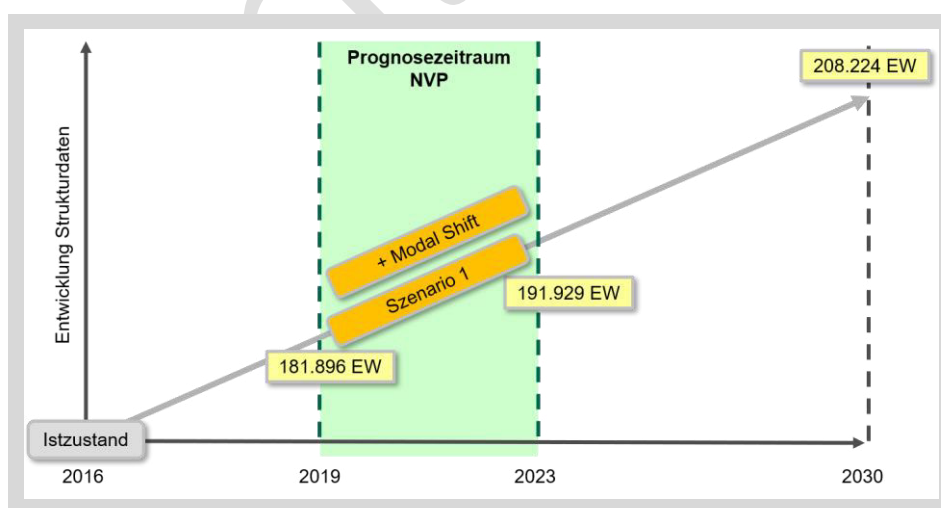 Prognosezeitraum
NVP
208.224 EW
Entwicklung Strukturdaten
+ Modal Shift
Szenario 1
191.929 EW
181.896 EW
Istzustand
2016
2019
2023
2030